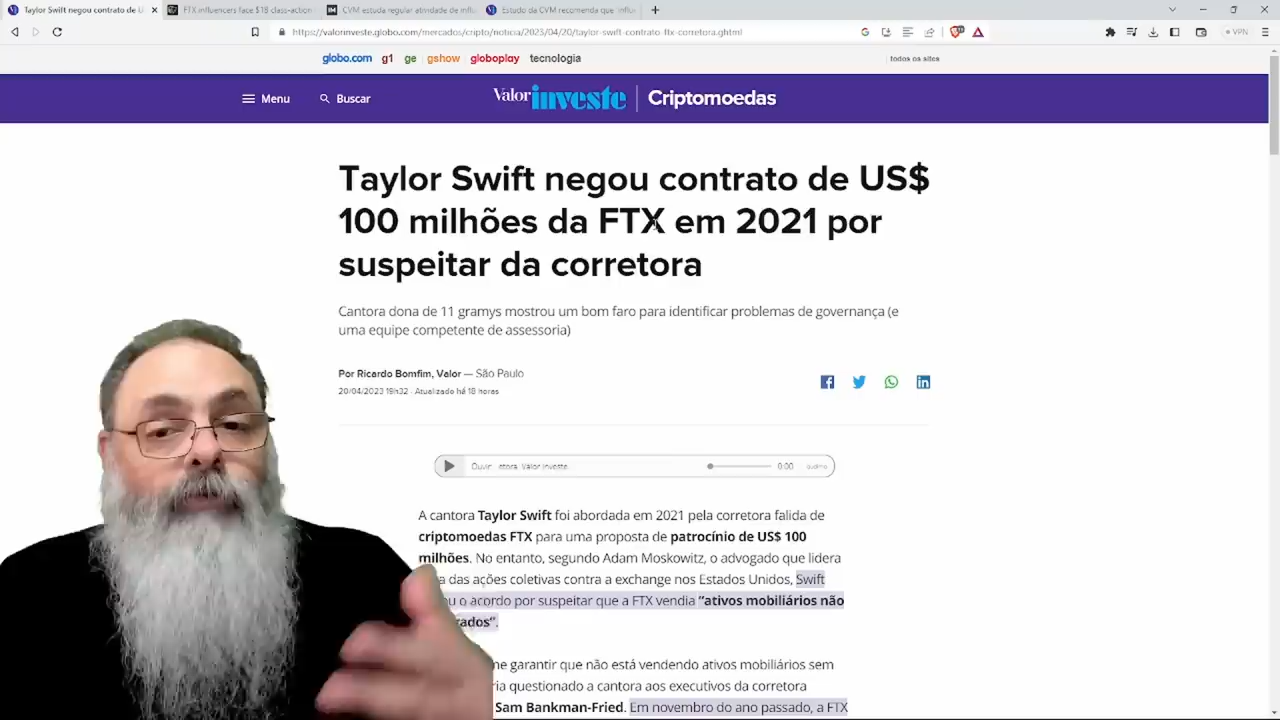 Taylor Swift negou contrato de U
FTX influencers face $1B class-action
CVM estuda regular atividade de influ
Estudo da CVM recomenda que 'influ
https://valorinveste.globo.com/mercados/cripto/noticia/2023/04/20/taylor-swift-contrato-ftx-corretora.ghtml
VPN
globo.com g1 ge gshow globoplay tecnologia todos os sites
Menu Buscar Valor investe Criptomoedas
Taylor Swift negou contrato de US$
100 milhões da FTX em 2021 por
suspeitar da corretora
Cantora dona de 11 gramys mostrou um bom faro para identificar problemas de governança (e
uma equipe competente de assessoria)
Por Ricardo Bomfim, Valor — São Paulo
20/04/2023 19h32 · Atualizado há 18 horas
Ouvir etora Valor Investe 0:00 audima
A cantora Taylor Swift foi abordada em 2021 pela corretora falida de
criptomoedas FTX para uma proposta de patrocínio de US$ 100
milhões. No entanto, segundo Adam Moskowitz, o advogado que lidera
das ações coletivas contra a exchange nos Estados Unidos, Swift
u o acordo por suspeitar que a FTX vendia "ativos mobiliários não
rados".
me garantir que não está vendendo ativos mobiliários sem
ria questionado a cantora aos executivos da corretora
Sam Bankman-Fried. Em novembro do ano passado, a FTX